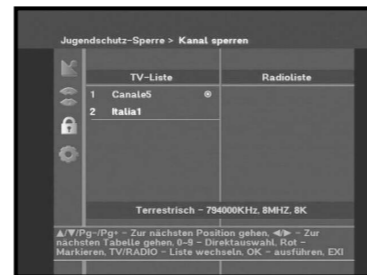 Jugendschutz-Sperre > Kanal sperren
TV-Liste Radioliste
1 Canale5
2 Italia1
Terrestrisch - 794000KHz, 8MHZ, 8K
▲/▼/Pg-/Pg+ - Zur nächsten Position gehen, ◄/► - Zur
nächsten Tabelle gehen, 0-9 - Direktauswahl, Rot -
Markieren, TV/RADIO - Liste wechseln, OK - ausführen, EXI